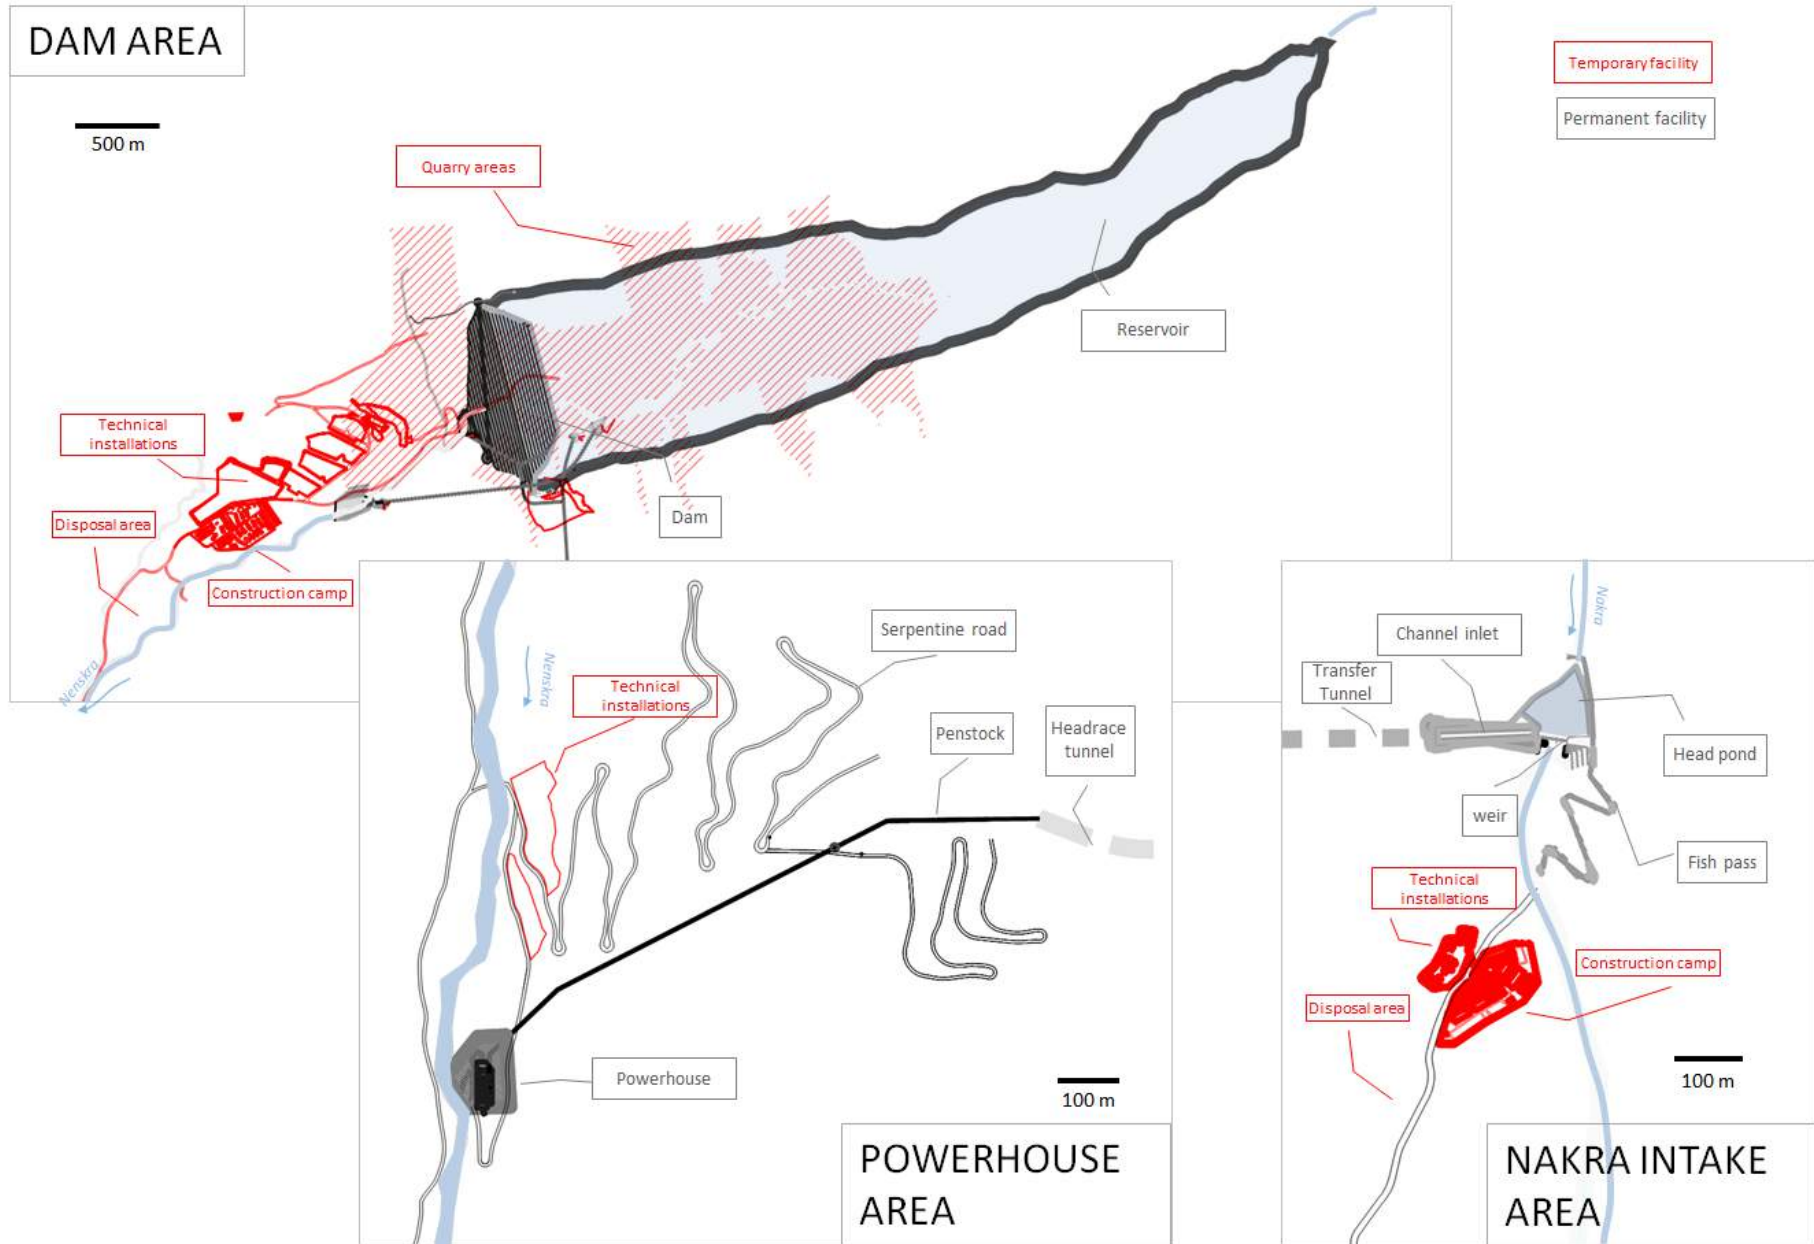 DAM AREA
500 m
Temporary facility
Permanent facility
Quarry areas
Reservoir
Technical
installations
Disposal area
Dam
Construction camp
Nenskra
Nenskra
Technical
installations
Serpentine road
Penstock
Headrace
tunnel
Powerhouse
100 m
POWERHOUSE
AREA
Nakra
Channel inlet
Transfer
Tunnel
Head pond
weir
Fish pass
Technical
installations
Construction camp
Disposal area
100 m
NAKRA INTAKE
AREA